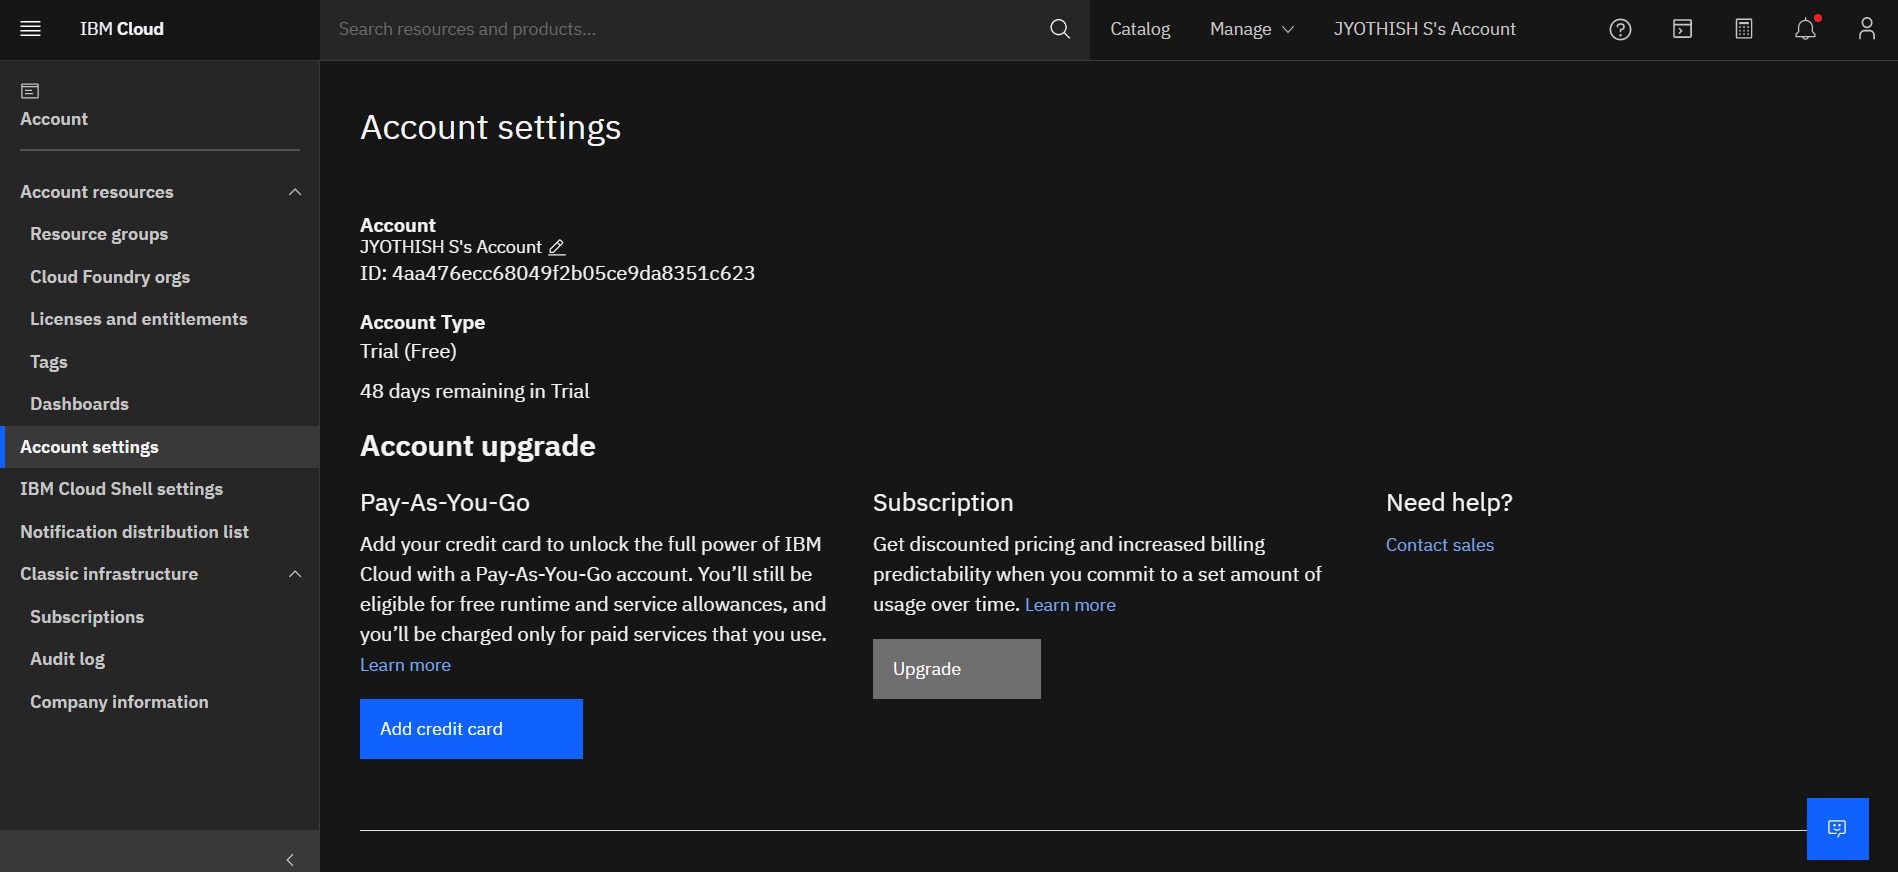 IBM Cloud
Search resources and products...
Catalog
Manage
JYOTHISH S's Account
Account
Account resources
Resource groups
Cloud Foundry orgs
Licenses and entitlements
Tags
Dashboards
Account settings
IBM Cloud Shell settings
Notification distribution list
Classic infrastructure
Subscriptions
Audit log
Company information
Account settings
Account
JYOTHISH S's Account
ID: 4aa476ecc68049f2b05ce9da8351c623
Account Type
Trial (Free)
48 days remaining in Trial
Account upgrade
Pay-As-You-Go
Add your credit card to unlock the full power of IBM
Cloud with a Pay-As-You-Go account. You’ll still be
eligible for free runtime and service allowances, and
you’ll be charged only for paid services that you use.
Learn more
Add credit card
Subscription
Get discounted pricing and increased billing
predictability when you commit to a set amount of
usage over time. Learn more
Upgrade
Need help?
Contact sales